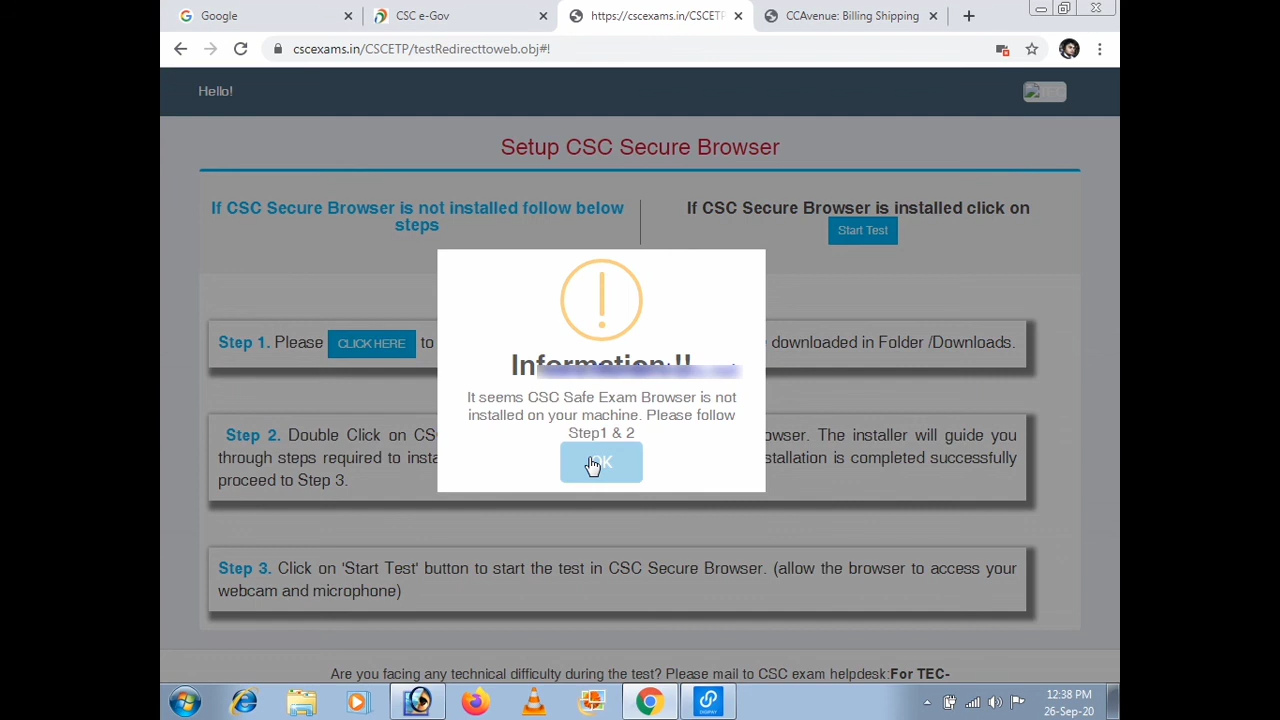 Google
CSC e-Gov
https://cscexams.in/CSCETP
CCAvenue: Billing Shipping
cscexams.in/CSCETP/testRedirecttoweb.obj#!
Hello!
TEC
Setup CSC Secure Browser
If CSC Secure Browser is not installed follow below
steps
If CSC Secure Browser is installed click on
Start Test
Step 1. Please CLICK HERE to
downloaded in Folder /Downloads.
Information !!
It seems CSC Safe Exam Browser is not
installed on your machine. Please follow
Step1 & 2
OK
Step 2. Double Click on CS
owser. The installer will guide you
through steps required to insta
stallation is completed successfully
proceed to Step 3.
Step 3. Click on 'Start Test' button to start the test in CSC Secure Browser. (allow the browser to access your
webcam and microphone)
Are you facing any technical difficulty during the test? Please mail to CSC exam helpdesk:For TEC-
12:38 PM
26-Sep-20